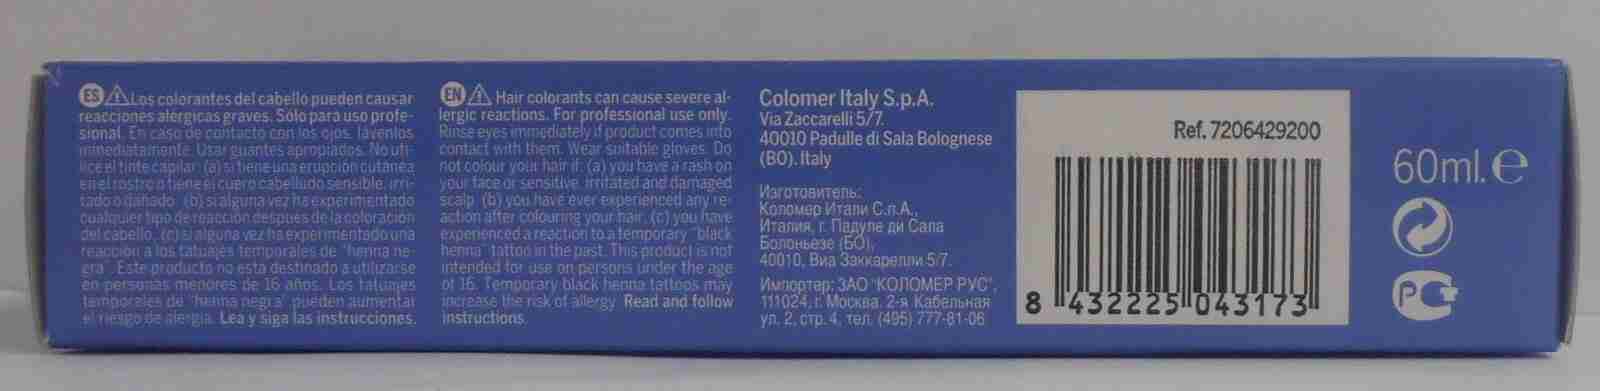 ES Los colorantes del cabello pueden causar
reacciones alérgicas graves. Sólo para uso profe-
sional. En caso de contacto con los ojos, lávenlos
inmediatamente. Usar guantes apropiados. No uti-
lice el tinte capilar: (a) si tiene una erupción cutánea
en el rostro o tiene el cuero cabelludo sensible, irri-
tado o dañado. (b) si alguna vez ha experimentado
cualquier tipo de reacción después de la coloración
del cabello, (c) si alguna vez ha experimentado una
reacción a los tatuajes temporales de "henna ne-
gra". Este producto no esta destinado a utilizarse
en personas menores de 16 años. Los tatuajes
temporales de "henna negra" pueden aumentar
el riesgo de alergia. Lea y siga las instrucciones.
EN Hair colorants can cause severe al-
lergic reactions. For professional use only.
Rinse eyes immediately if product comes into
contact with them. Wear suitable gloves. Do
not colour your hair if: (a) you have a rash on
your face or sensitive, irritated and damaged
scalp. (b) you have ever experienced any re-
action after colouring your hair, (c) you have
experienced a reaction to a temporary "black
henna" tattoo in the past. This product is not
intended for use on persons under the age
of 16. Temporary black henna tattoos may
increase the risk of allergy. Read and follow
instructions.
Colomer Italy S.p.A.
Via Zaccarelli 5/7.
40010 Padulle di Sala Bolognese
(BO). Italy
Изготовитель:
Коломер Итали С.п.А.,
Италия, г. Падуле ди Сала
Болоньезе (БО),
40010, Виа Заккарелли 5/7.
Импортер: ЗАО "КОЛОМЕР РУС",
111024, г. Москва. 2-я Кабельная
ул. 2, стр. 4, тел. (495) 777-81-06
Ref. 7206429200
8 432225 043173
60ml. e
РСТ